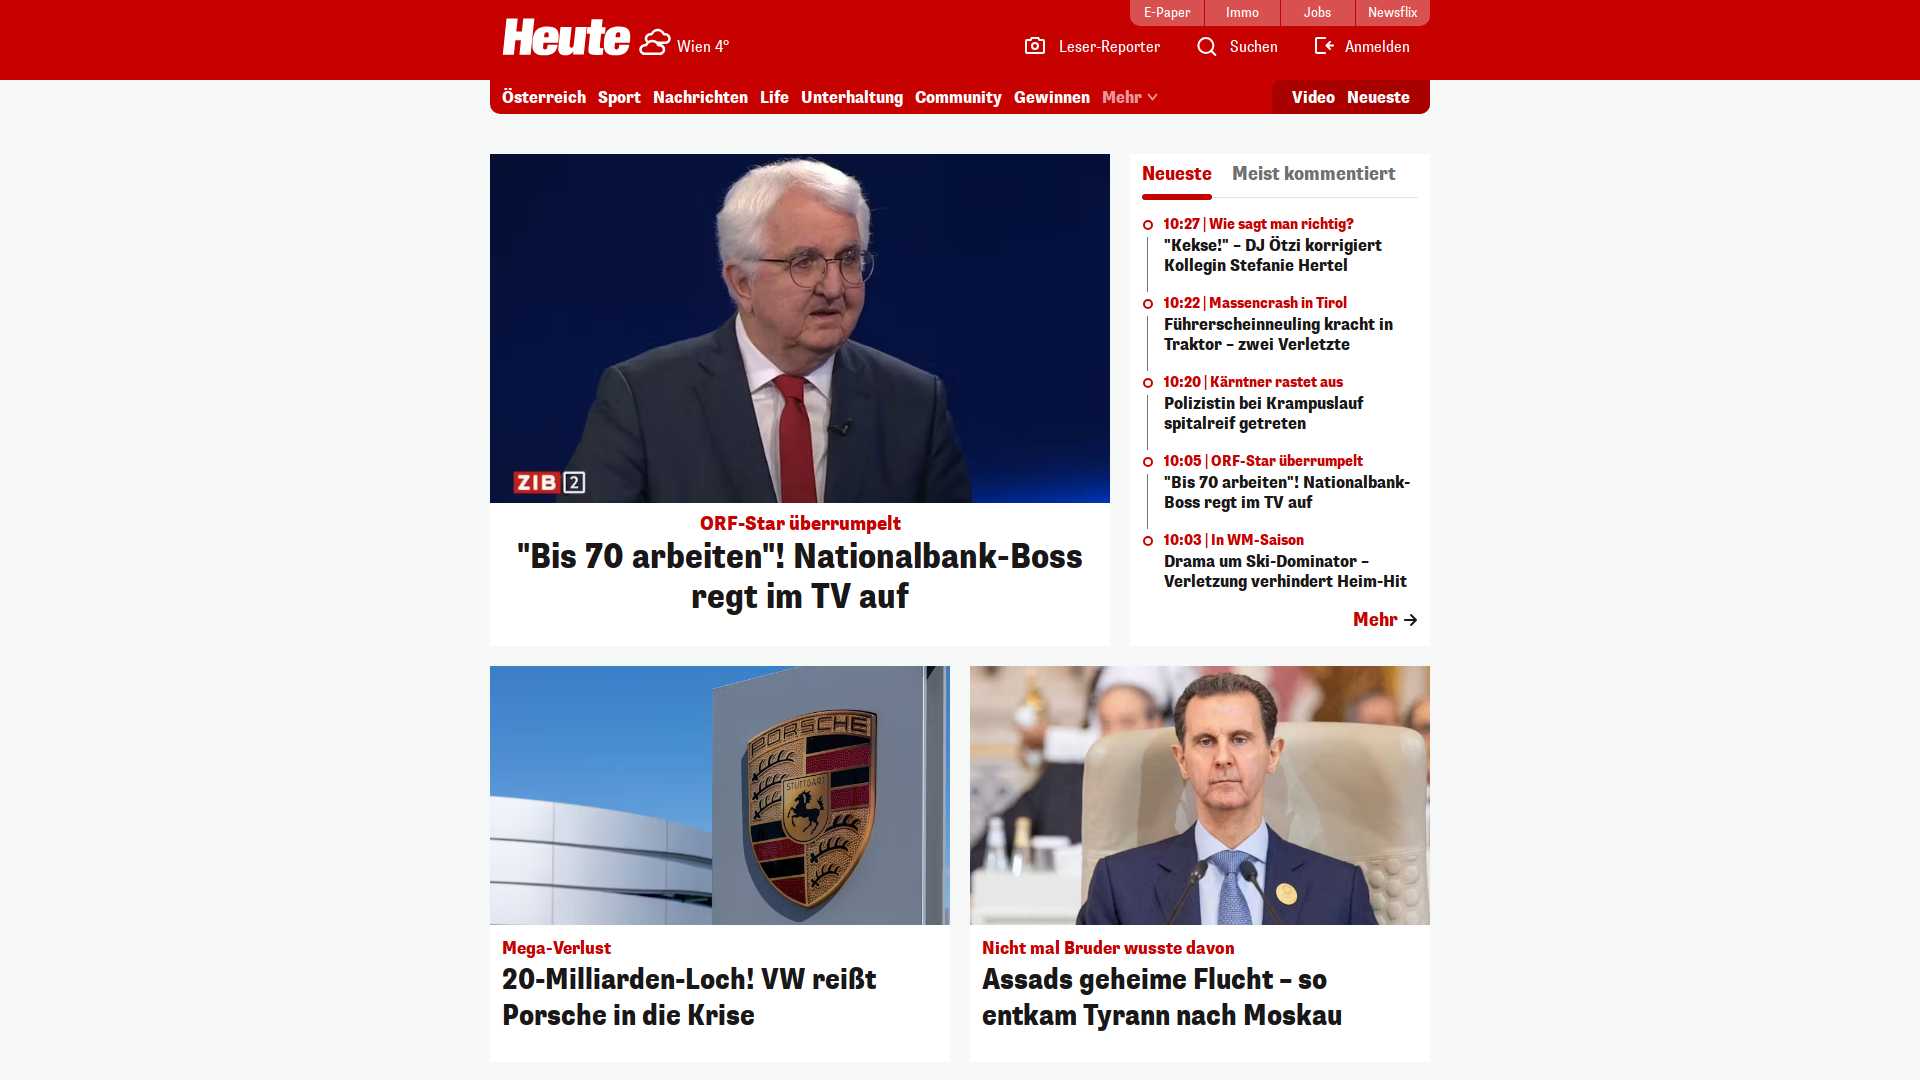 E-Paper Immo Jobs Newsflix
Heute Wien 4° Leser-Reporter Suchen Anmelden
Österreich Sport Nachrichten Life Unterhaltung Community Gewinnen Mehr Video Neueste
ZIB 2
ORF-Star überrumpelt
"Bis 70 arbeiten"! Nationalbank-Boss
regt im TV auf
Neueste Meist kommentiert
10:27 | Wie sagt man richtig?
"Kekse!" – DJ Ötzi korrigiert
Kollegin Stefanie Hertel
10:22 | Massencrash in Tirol
Führerscheinneuling kracht in
Traktor – zwei Verletzte
10:20 | Kärntner rastet aus
Polizistin bei Krampuslauf
spitalreif getreten
10:05 | ORF-Star überrumpelt
"Bis 70 arbeiten"! Nationalbank-
Boss regt im TV auf
10:03 | In WM-Saison
Drama um Ski-Dominator –
Verletzung verhindert Heim-Hit
Mehr →
PORSCHE
STUTTGART
Mega-Verlust
20-Milliarden-Loch! VW reißt
Porsche in die Krise
Nicht mal Bruder wusste davon
Assads geheime Flucht – so
entkam Tyrann nach Moskau